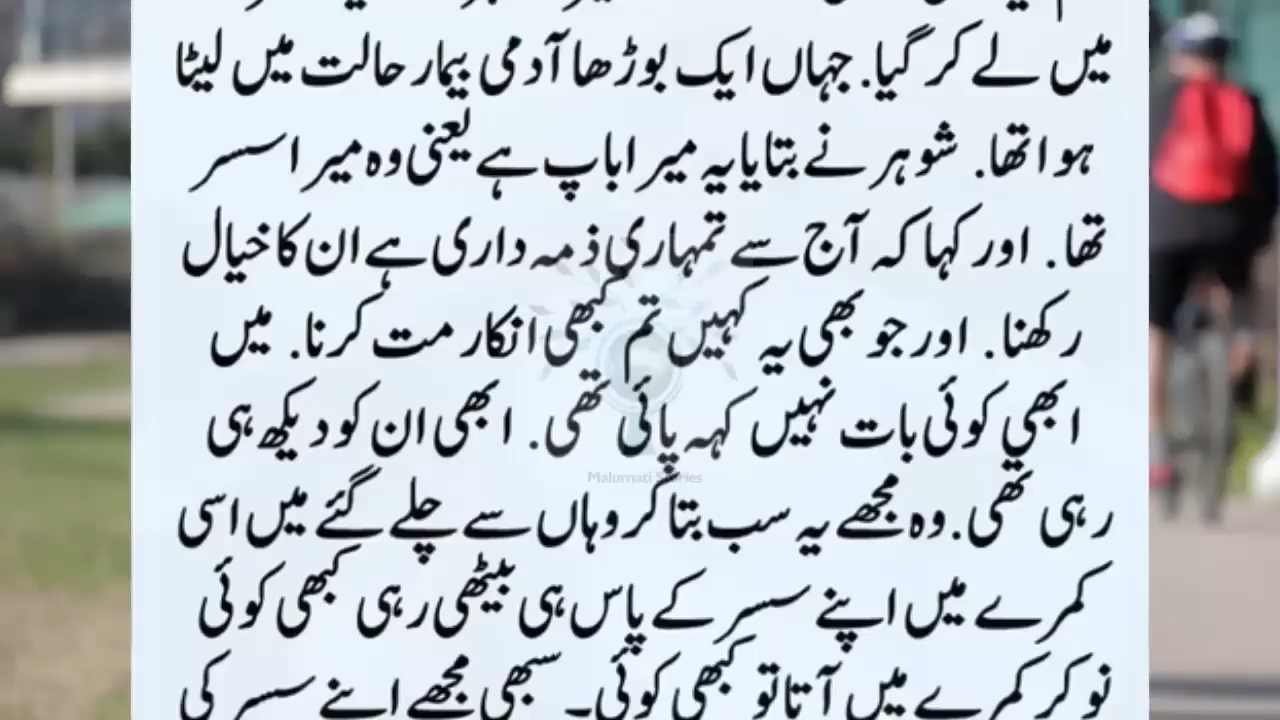 میں لے کر گیا. جہاں ایک بوڑھا آدمی بیمار حالت میں لیٹا
ہوا تھا. شوہر نے بتایا یہ میرا باپ ہے یعنی وہ میرا سسر
تھا. اور کہا کہ آج سے تمہاری ذمہ داری ہے ان کا خیال
رکھنا. اور جو بھی یہ کہیں تم کبھی انکار مت کرنا. میں
ابھی کوئی بات نہیں کہہ پائی تھی. ابھی ان کو دیکھ ہی
Malumati Stories
رہی تھی. وہ مجھے یہ سب بتا کر وہاں سے چلے گئے میں اسی
کمرے میں اپنے سسر کے پاس ہی بیٹھی رہی کبھی کوئی
نوکر کمرے میں آتا تو کبھی کوئی۔ سبھی مجھے اپنے سسر کی